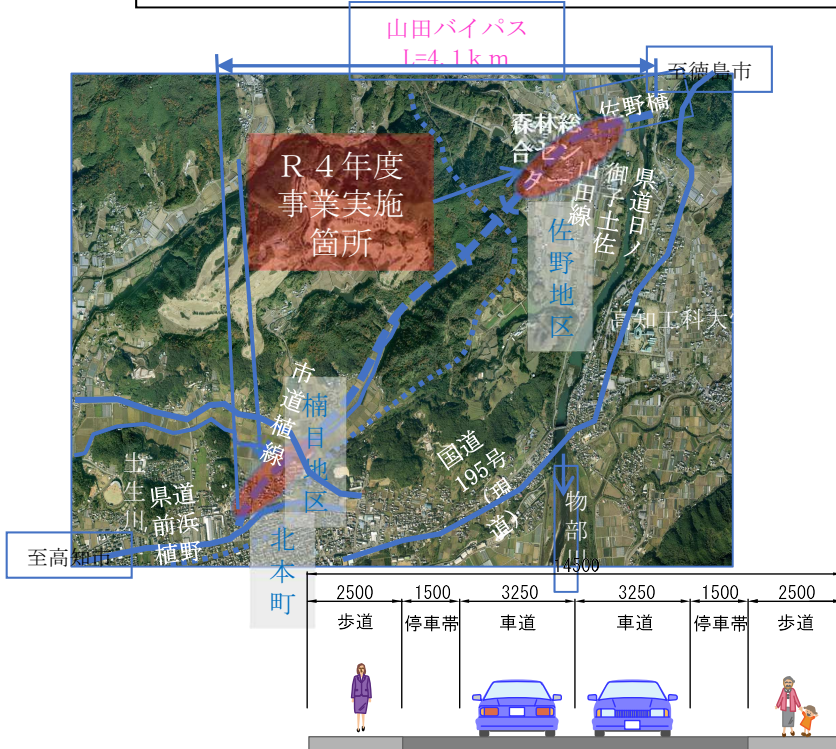 山田バイパス
L=4.1km
至徳島市
佐野橋
森林総
合セン
ター
R4年度
事業実施
箇所
県道日ノ
御子土佐
山田線
佐野地区
高知工科大
市道植線
楠目地区
国道
195号
(現道)
土生川
県道
前浜
植野
物部川
至高知市
北本町
14500
2500 1500 3250 3250 1500 2500
歩道 停車帯 車道 車道 停車帯 歩道